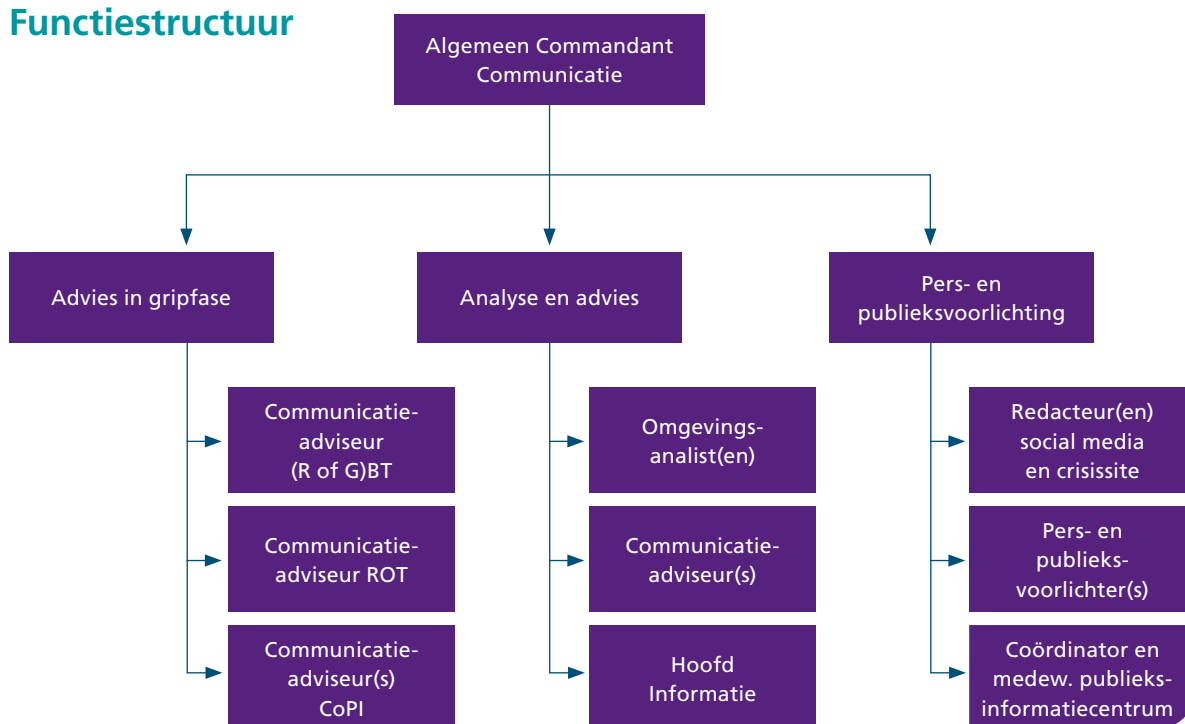 Functiestructuur
Algemeen Commandant
Communicatie
Advies in gripfase
Analyse en advies
Pers- en
publieksvoorlichting
Communicatie-
adviseur
(R of G)BT
Omgevings-
analist(en)
Redacteur(en)
social media
en crisissite
Communicatie-
adviseur ROT
Communicatie-
adviseur(s)
Pers- en
publieks-
voorlichter(s)
Communicatie-
adviseur(s)
CoPI
Hoofd
Informatie
Coördinator en
medew. publieks-
informatiecentrum